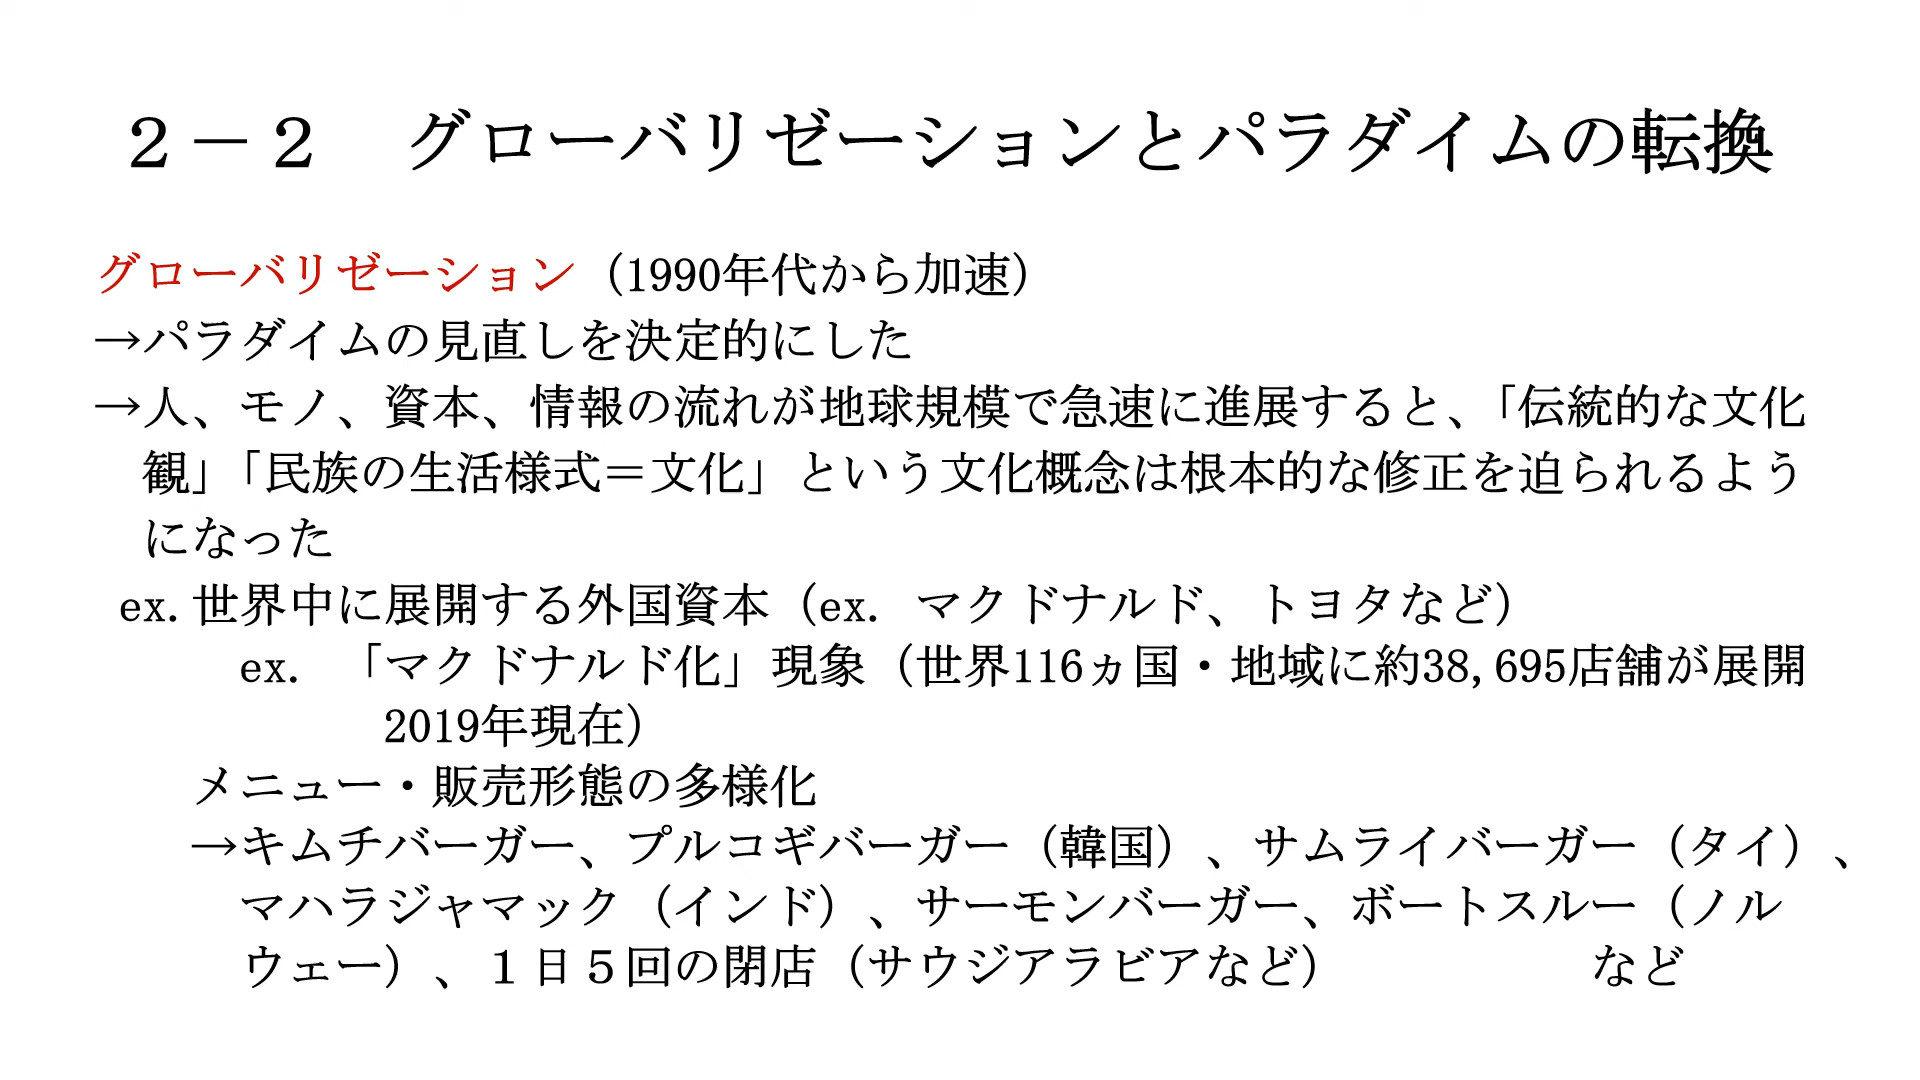 ２－２　グローバリゼーションとパラダイムの転換
グローバリゼーション（1990年代から加速）
→パラダイムの見直しを決定的にした
→人、モノ、資本、情報の流れが地球規模で急速に進展すると、「伝統的な文化
観」「民族の生活様式＝文化」という文化概念は根本的な修正を迫られるよう
になった
ex.世界中に展開する外国資本（ex. マクドナルド、トヨタなど）
ex. 「マクドナルド化」現象（世界116ヵ国・地域に約38,695店舗が展開
2019年現在）
メニュー・販売形態の多様化
→キムチバーガー、プルコギバーガー（韓国）、サムライバーガー（タイ）、
マハラジャマック（インド）、サーモンバーガー、ボートスルー（ノル
ウェー）、１日５回の閉店（サウジアラビアなど）　　　　　など